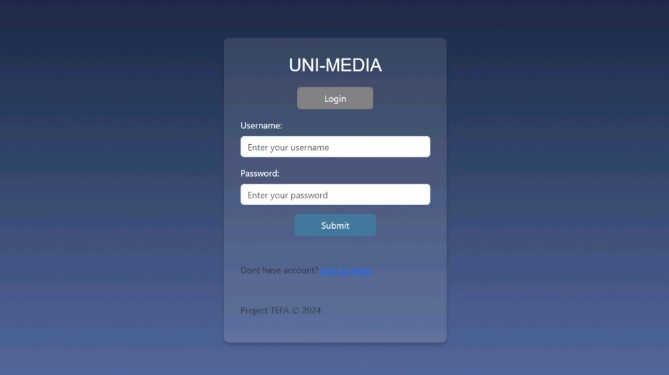 UNI-MEDIA
Login
Username:
Enter your username
Password:
Enter your password
Submit
Dont have account?
Project TEFA © 2024